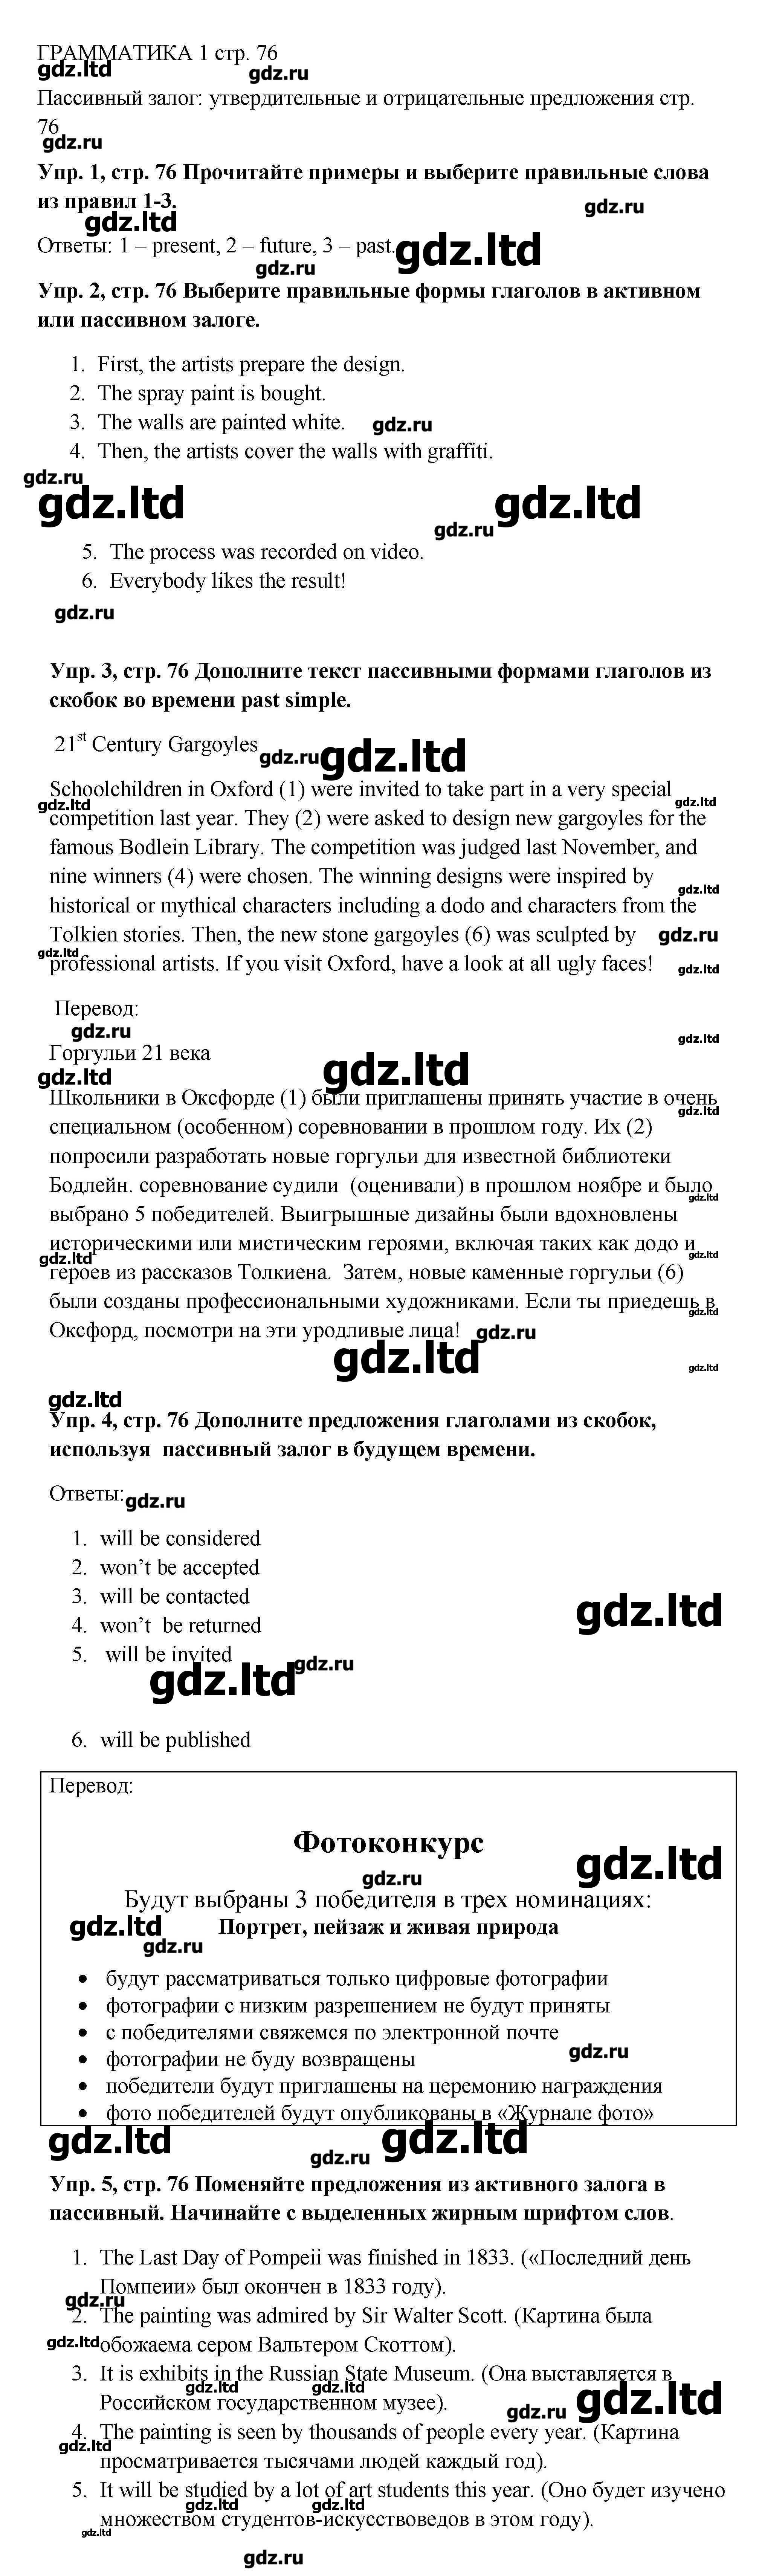 ГРАММАТИКА 1 стр. 76
gdz.ltd
gdz.ru
Пассивный залог: утвердительные и отрицательные предложения стр.
76
gdz.ru
Упр. 1, стр. 76 Прочитайте примеры и выберите правильные слова
из правил 1-3.
gdz.ru
gdz.ltd
Ответы: 1 – present, 2 – future, 3 – past.
gdz.ltd
gdz.ru
Упр. 2, стр. 76 Выберите правильные формы глаголов в активном
или пассивном залоге.
1. First, the artists prepare the design.
2. The spray paint is bought.
3. The walls are painted white.
gdz.ru
4. Then, the artists cover the walls with graffiti.
gdz.ru
gdz.ltd
gdz.ltd
gdz.ru
5. The process was recorded on video.
6. Everybody likes the result!
gdz.ru
Упр. 3, стр. 76 Дополните текст пассивными формами глаголов из
скобок во времени past simple.
21st Century Gargoyles
gdz.ru
gdz.ltd
Schoolchildren in Oxford (1) were invited to take part in a very special
gdz.ltd
gdz.ltd
competition last year. They (2) were asked to design new gargoyles for the
famous Bodlein Library. The competition was judged last November, and
nine winners (4) were chosen. The winning designs were inspired by
gdz.ltd
historical or mythical characters including a dodo and characters from the
Tolkien stories. Then, the new stone gargoyles (6) was sculpted by
gdz.ru
gdz.ltd
professional artists. If you visit Oxford, have a look at all ugly faces!
gdz.ltd
Перевод:
gdz.ru
gdz.ltd
Горгульи 21 века
gdz.ltd
gdz.ltd
Школьники в Оксфорде (1) были приглашены принять участие в очень
gdz.ltd
специальном (особенном) соревновании в прошлом году. Их (2)
попросили разработать новые горгульи для известной библиотеки
Бодлейн. соревнование судили (оценивали) в прошлом ноябре и было
gdz.ltd
выбрано 5 победителей. Выигрышные дизайны были вдохновлены
историческими или мистическим героями, включая таких как додо и
gdz.ltd
gdz.ltd
героев из рассказов Толкиена. Затем, новые каменные горгульи (6)
были созданы профессиональными художниками. Если ты приедешь в
gdz.ltd
Оксфорд, посмотри на эти уродливые лица!
gdz.ru
gdz.ltd
gdz.ltd
gdz.ltd
Упр. 4, стр. 76 Дополните предложения глаголами из скобок,
используя пассивный залог в будущем времени.
Ответы:
gdz.ru
1. will be considered
2. won’t be accepted
3. will be contacted
gdz.ltd
4. won’t be returned
5. will be invited
gdz.ru
gdz.ltd
6. will be published
Перевод:
Фотоконкурс
gdz.ltd
gdz.ru
Будут выбраны 3 победителя в трех номинациях:
gdz.ltd
Портрет, пейзаж и живая природа
gdz.ru
• будут рассматриваться только цифровые фотографии
• фотографии с низким разрешением не будут приняты
• с победителями свяжемся по электронной почте
gdz.ru
• фотографии не буду возвращены
• победители будут приглашены на церемонию награждения
• фото победителей будут опубликованы в «Журнале фото»
gdz.ltd
gdz.ltd
gdz.ru
Упр. 5, стр. 76 Поменяйте предложения из активного залога в
пассивный. Начинайте с выделенных жирным шрифтом слов.
1. The Last Day of Pompeii was finished in 1833. («Последний день
Помпеии» был окончен в 1833 году).
gdz.ru
2. The painting was admired by Sir Walter Scott. (Картина была
gdz.ltd
обожаема сером Вальтером Скоттом).
3. It is exhibits in the Russian State Museum. (Она выставляется в
gdz.ltd
gdz.ltd
gdz.ltd
Российском государственном музее).
gdz.ru
4. The painting is seen by thousands of people every year. (Картина
gdz.ltd
просматривается тысячами людей каждый год).
5. It will be studied by a lot of art students this year. (Оно будет изучено
gdz.ltd
gdz.ltd
множеством студентов-искусствоведов в этом году).
gdz.ltd
gdz.ru